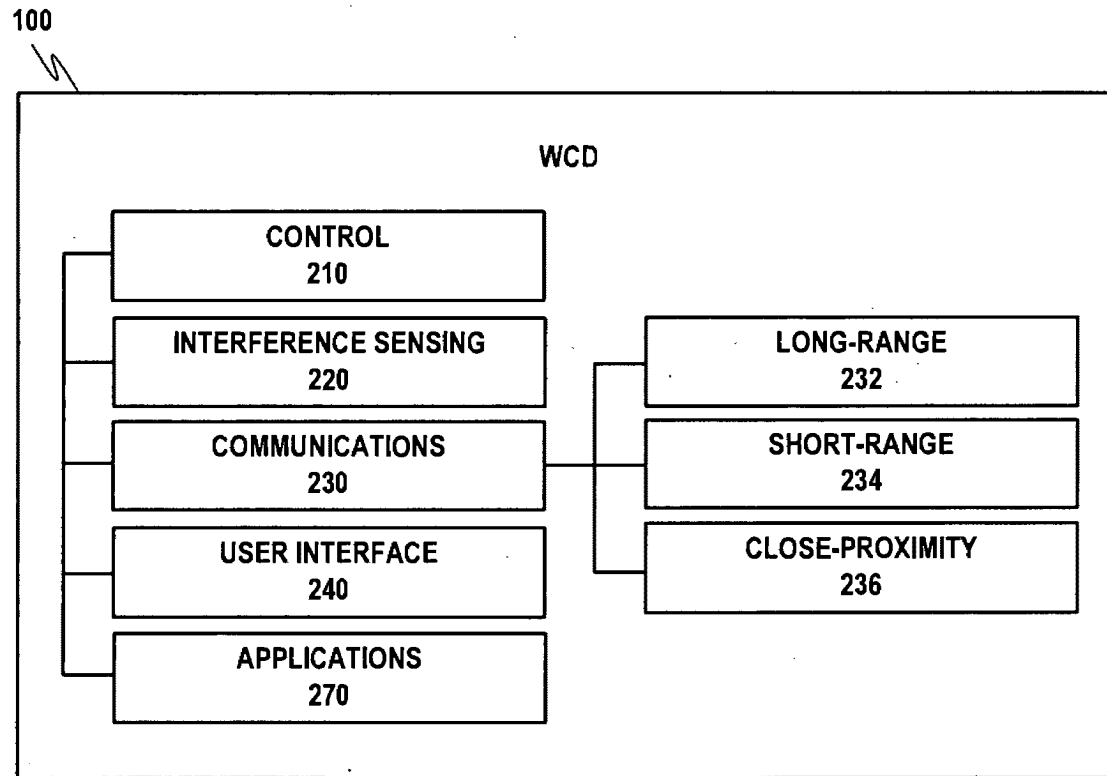 100
WCD
CONTROL
210
INTERFERENCE SENSING
220
COMMUNICATIONS
230
USER INTERFACE
240
APPLICATIONS
270
LONG-RANGE
232
SHORT-RANGE
234
CLOSE-PROXIMITY
236